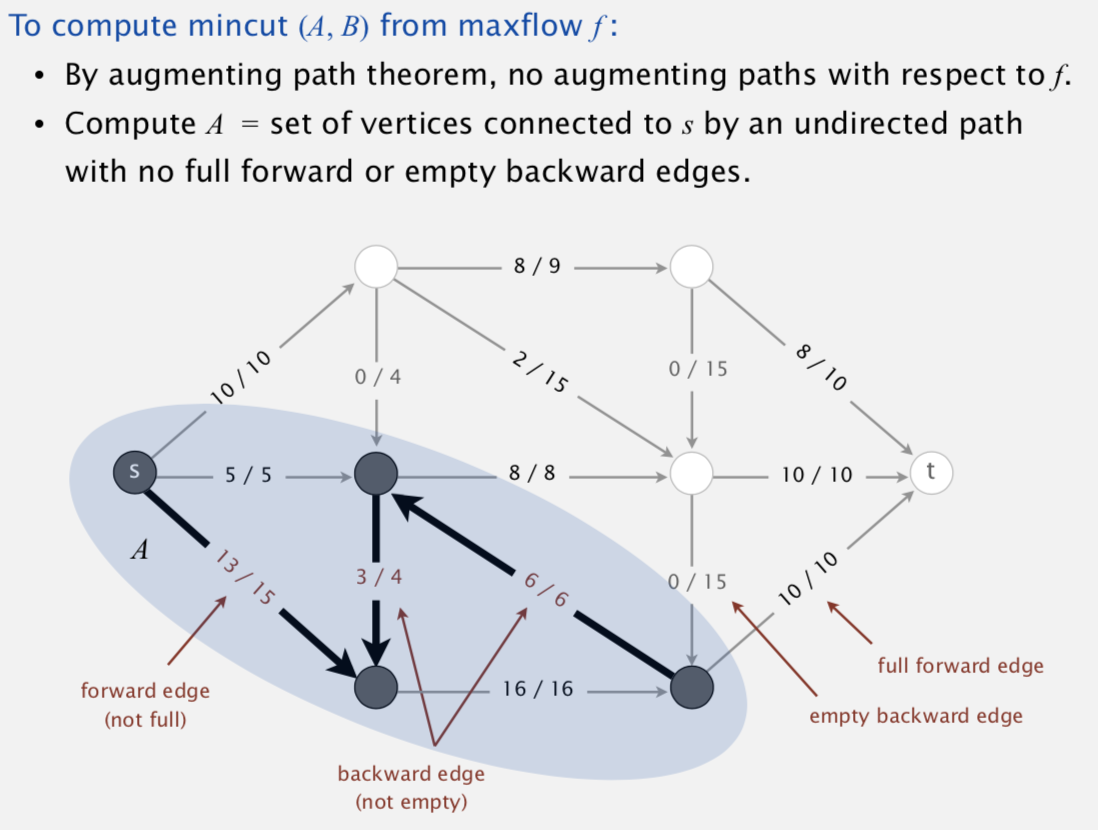 To compute mincut (A, B) from maxflow f :
• By augmenting path theorem, no augmenting paths with respect to f.
• Compute A = set of vertices connected to s by an undirected path
with no full forward or empty backward edges.
8 / 9
10 / 10
0 / 4
2 / 15
0 / 15
8 / 10
s
5 / 5
8 / 8
10 / 10
t
A
13 / 15
3 / 4
6 / 6
0 / 15
10 / 10
full forward edge
forward edge
(not full)
16 / 16
empty backward edge
backward edge
(not empty)